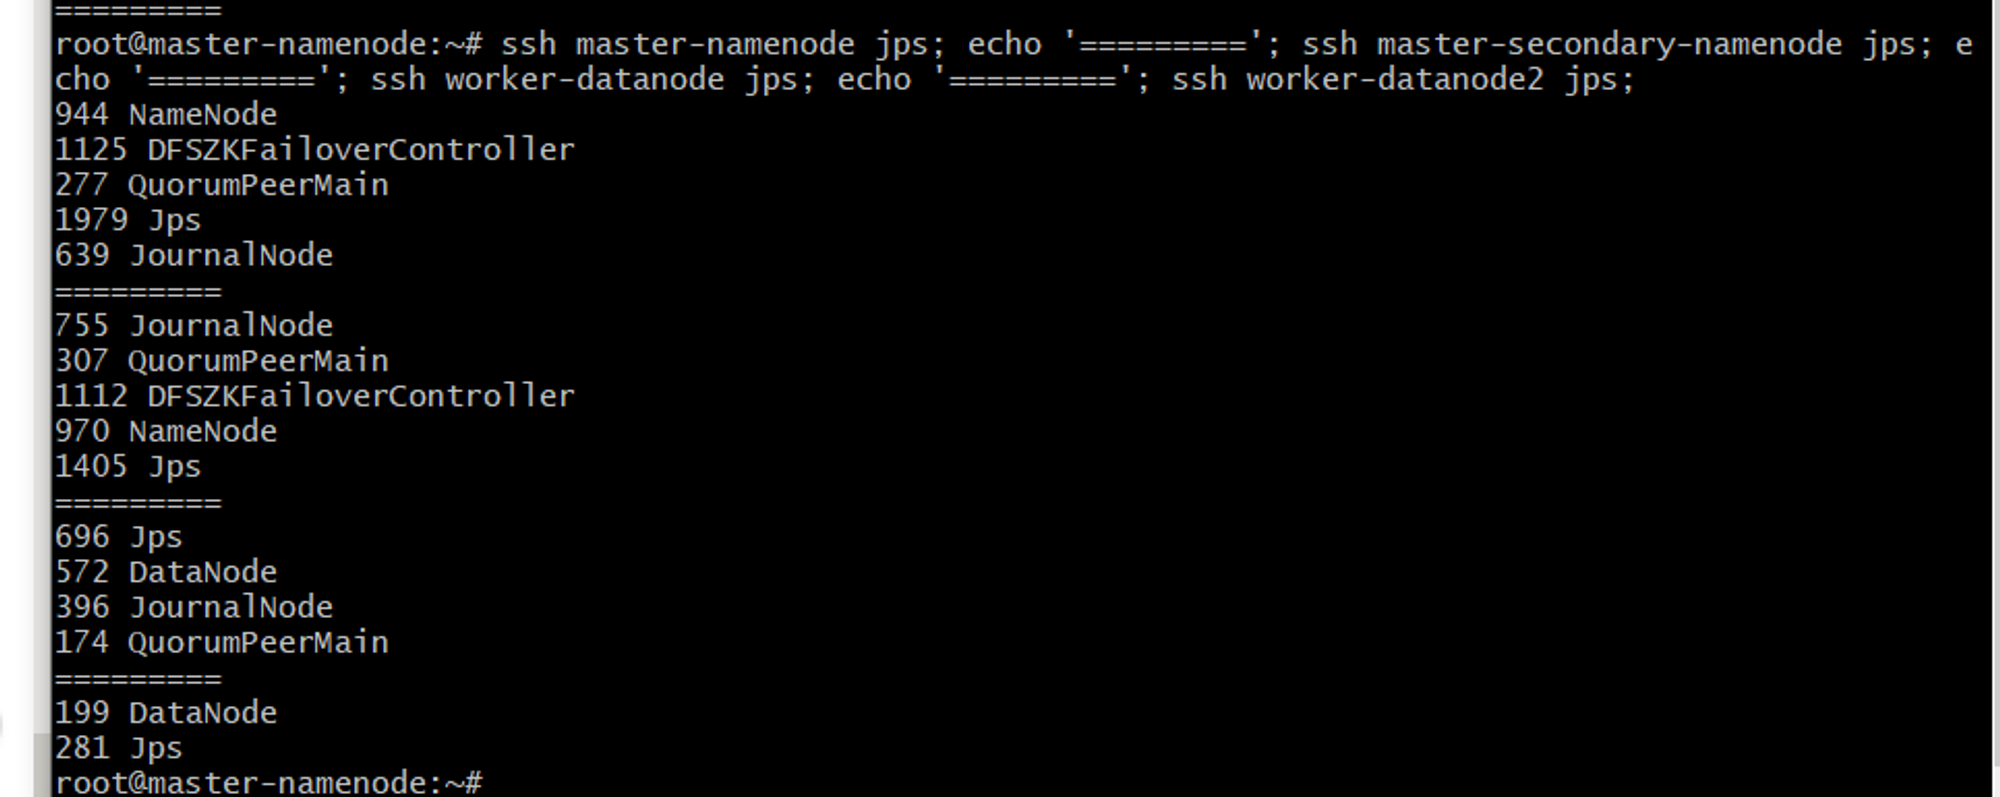 =========
root@master-namenode:~# ssh master-namenode jps; echo '========='; ssh master-secondary-namenode jps; e
cho '========='; ssh worker-datanode jps; echo '========='; ssh worker-datanode2 jps;
944 NameNode
1125 DFSZKFailoverController
277 QuorumPeerMain
1979 Jps
639 JournalNode
=========
755 JournalNode
307 QuorumPeerMain
1112 DFSZKFailoverController
970 NameNode
1405 Jps
=========
696 Jps
572 DataNode
396 JournalNode
174 QuorumPeerMain
=========
199 DataNode
281 Jps
root@master-namenode:~#